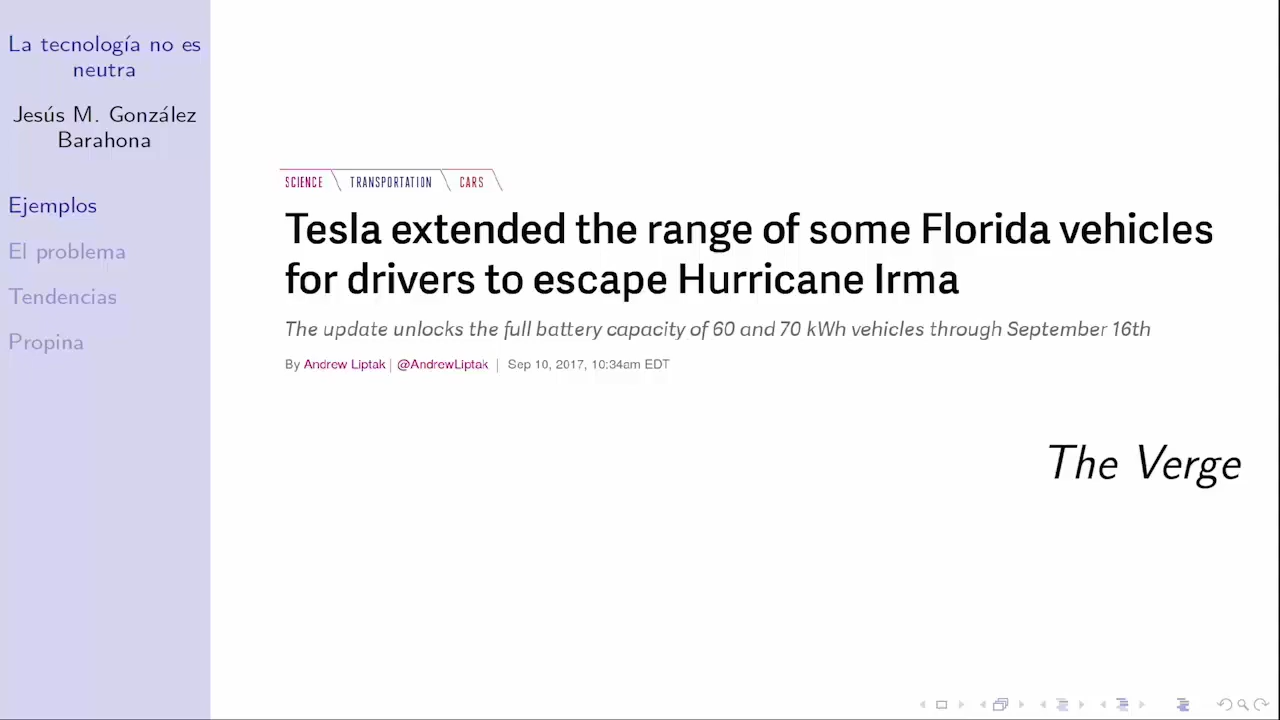 La tecnología no es
neutra
Jesús M. González
Barahona
Ejemplos
El problema
Tendencias
Propina
SCIENCE TRANSPORTATION CARS
Tesla extended the range of some Florida vehicles
for drivers to escape Hurricane Irma
The update unlocks the full battery capacity of 60 and 70 kWh vehicles through September 16th
By Andrew Liptak | @AndrewLiptak | Sep 10, 2017, 10:34am EDT
The Verge